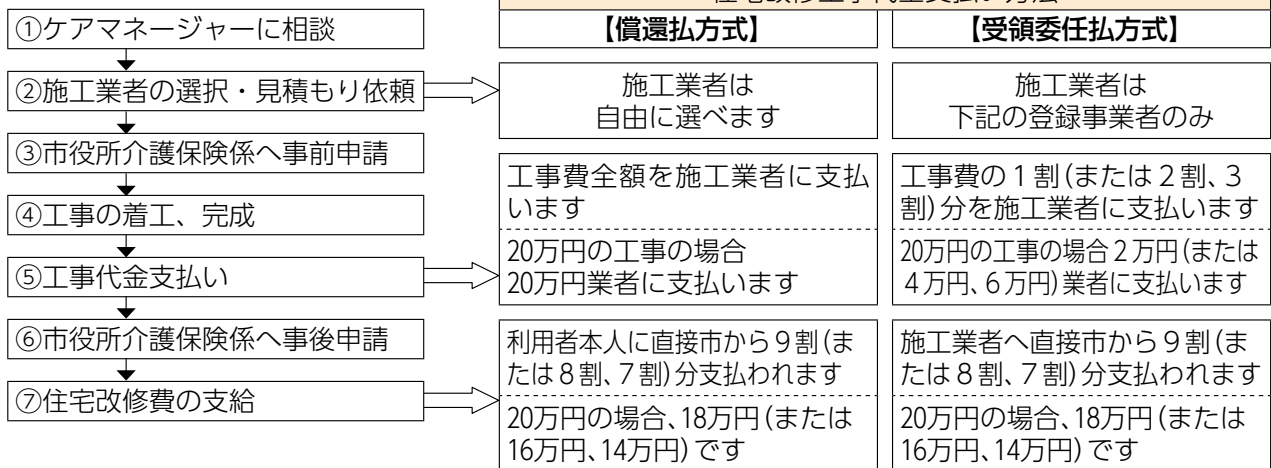 ①ケアマネージャーに相談
②施工業者の選択・見積もり依頼
③市役所介護保険係へ事前申請
④工事の着工、完成
⑤工事代金支払い
⑥市役所介護保険係へ事後申請
⑦住宅改修費の支給
【償還払方式】
施工業者は
自由に選べます
工事費全額を施工業者に支払
います
20万円の工事の場合
20万円業者に支払います
利用者本人に直接市から9割(ま
たは8割、7割)分支払われます
20万円の場合、18万円(または
16万円、14万円)です
【受領委任払方式】
施工業者は
下記の登録事業者のみ
工事費の1割(または2割、3
割)分を施工業者に支払います
20万円の工事の場合2万円(または
4万円、6万円)業者に支払います
施工業者へ直接市から9割(ま
たは8割、7割)分支払われます
20万円の場合、18万円(または
16万円、14万円)です